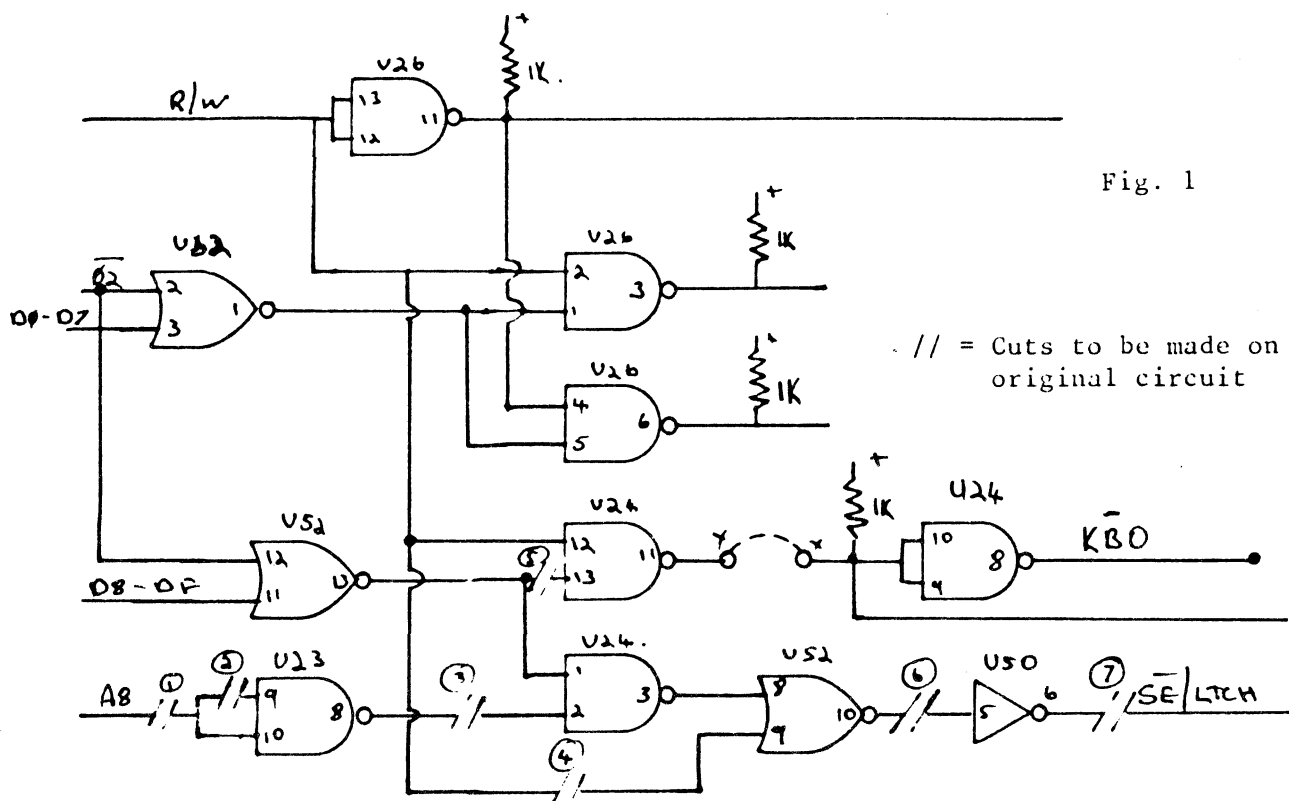 +
1K.
U26
R/W
13
12
11
Fig. 1
+
1K
U26
2
1
3
Ø2
2
3
1
DØ-D7
+
1K
U26
4
5
6
// = Cuts to be made on
original circuit
+
1K
U24
10
9
8
KBO
U24
12
13
11
x
x
5
U52
12
11
13
D8-DF
U24.
1
2
3
U52
8
9
10
6
U50
5
6
7
SE/LTCH
A8
1
2
U23
9
10
8
3
4